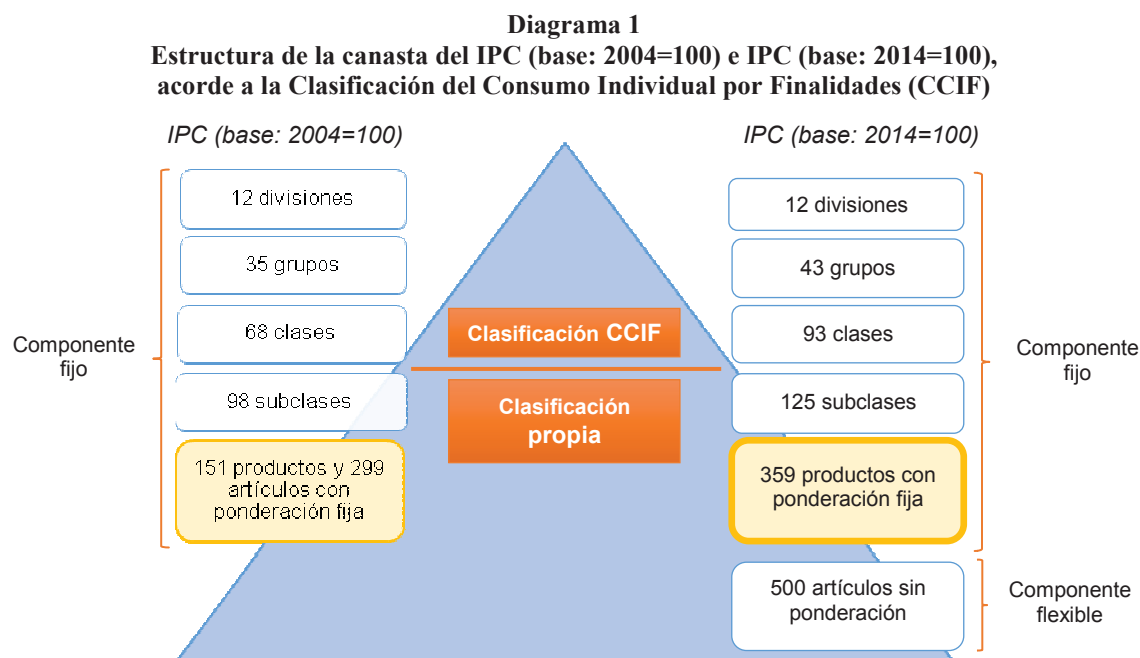 Diagrama 1
Estructura de la canasta del IPC (base: 2004=100) e IPC (base: 2014=100),
acorde a la Clasificación del Consumo Individual por Finalidades (CCIF)
IPC (base: 2004=100)
12 divisiones
35 grupos
68 clases
98 subclases
151 productos y 299
artículos con
ponderación fija
Componente
fijo
Clasificación CCIF
Clasificación
propia
IPC (base: 2014=100)
12 divisiones
43 grupos
93 clases
125 subclases
359 productos con
ponderación fija
Componente
fijo
500 artículos sin
ponderación
Componente
flexible